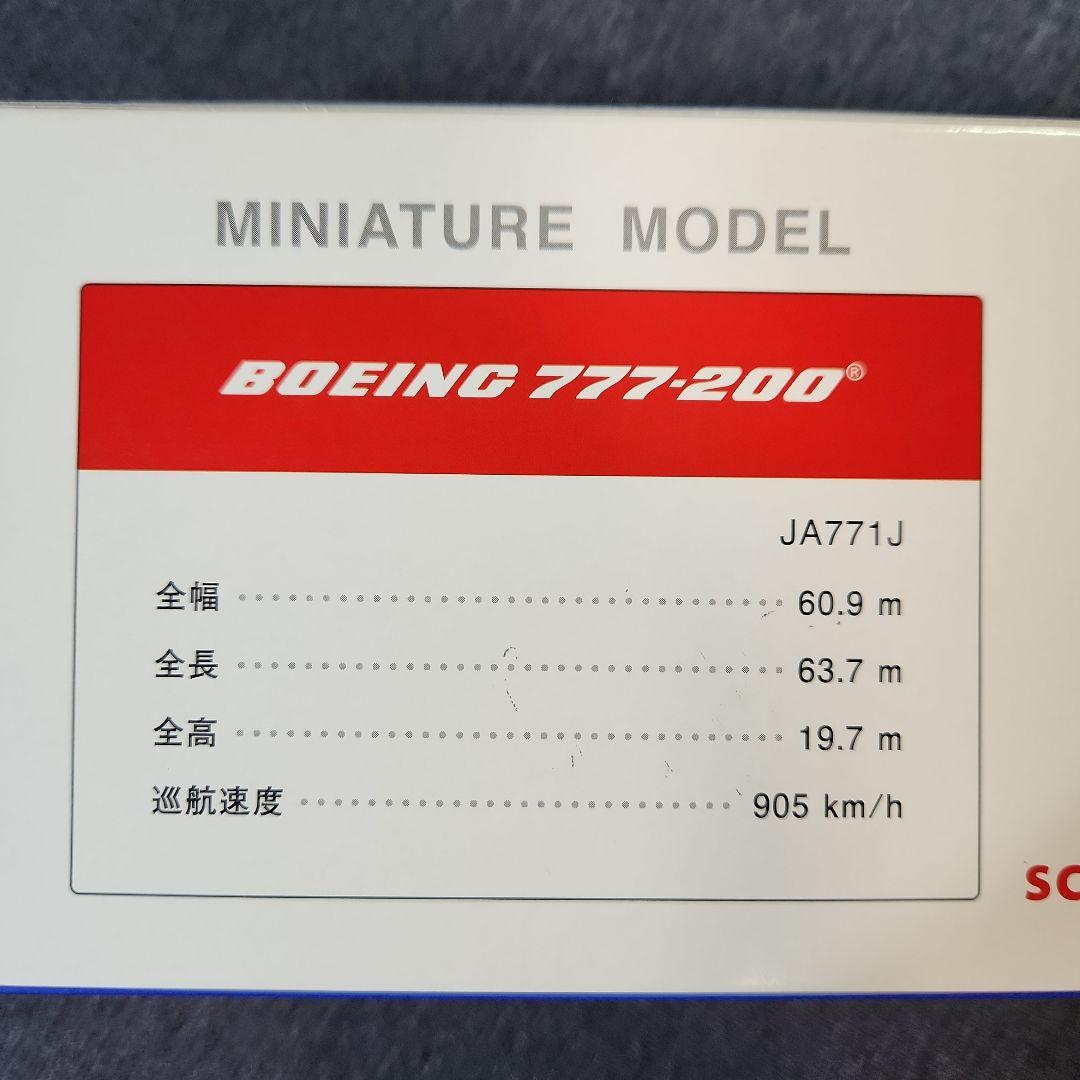 MINIATURE MODEL
BOEING 777-200®
JA771J
全幅 60.9 m
全長 63.7 m
全高 19.7 m
巡航速度 905 km/h